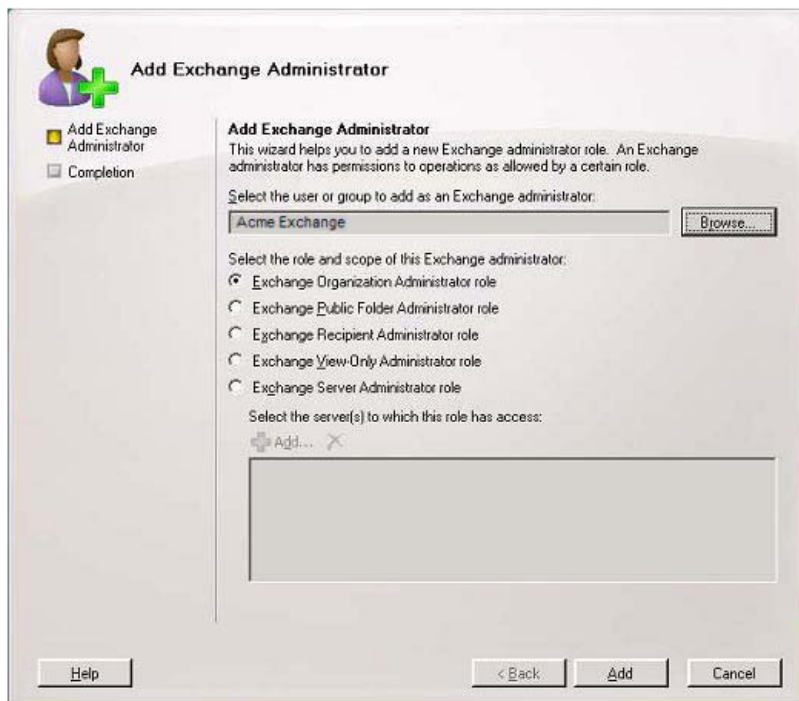 Add Exchange Administrator
Add Exchange
Administrator
Completion
Add Exchange Administrator
This wizard helps you to add a new Exchange administrator role. An Exchange
administrator has permissions to operations as allowed by a certain role.
Select the user or group to add as an Exchange administrator:
Acme Exchange
Browse...
Select the role and scope of this Exchange administrator:
Exchange Organization Administrator role
Exchange Public Folder Administrator role
Exchange Recipient Administrator role
Exchange View-Only Administrator role
Exchange Server Administrator role
Select the server(s) to which this role has access:
Add...
Help
< Back
Add
Cancel